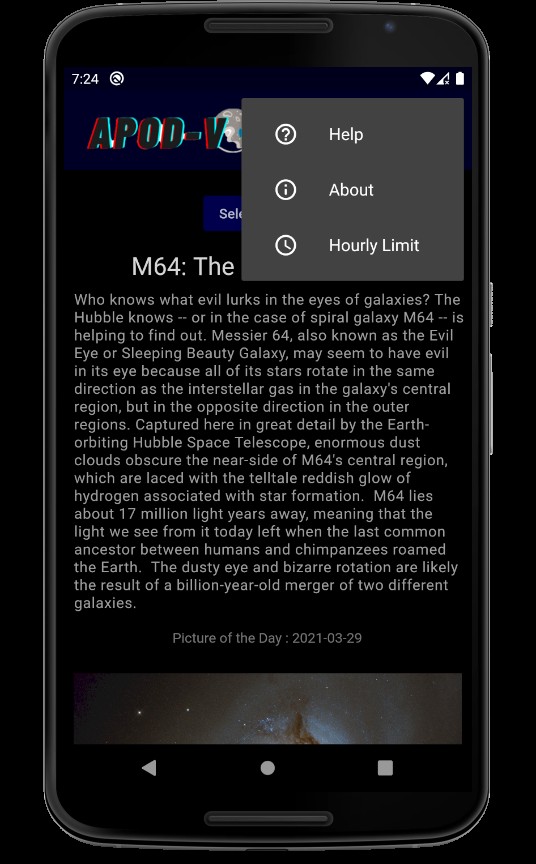 7:24
APOD-V
Help
About
Hourly Limit
Sele
M64: The
Who knows what evil lurks in the eyes of galaxies? The
Hubble knows -- or in the case of spiral galaxy M64 -- is
helping to find out. Messier 64, also known as the Evil
Eye or Sleeping Beauty Galaxy, may seem to have evil
in its eye because all of its stars rotate in the same
direction as the interstellar gas in the galaxy's central
region, but in the opposite direction in the outer
regions. Captured here in great detail by the Earth-
orbiting Hubble Space Telescope, enormous dust
clouds obscure the near-side of M64's central region,
which are laced with the telltale reddish glow of
hydrogen associated with star formation.  M64 lies
about 17 million light years away, meaning that the
light we see from it today left when the last common
ancestor between humans and chimpanzees roamed
the Earth.  The dusty eye and bizarre rotation are likely
the result of a billion-year-old merger of two different
galaxies.
Picture of the Day : 2021-03-29